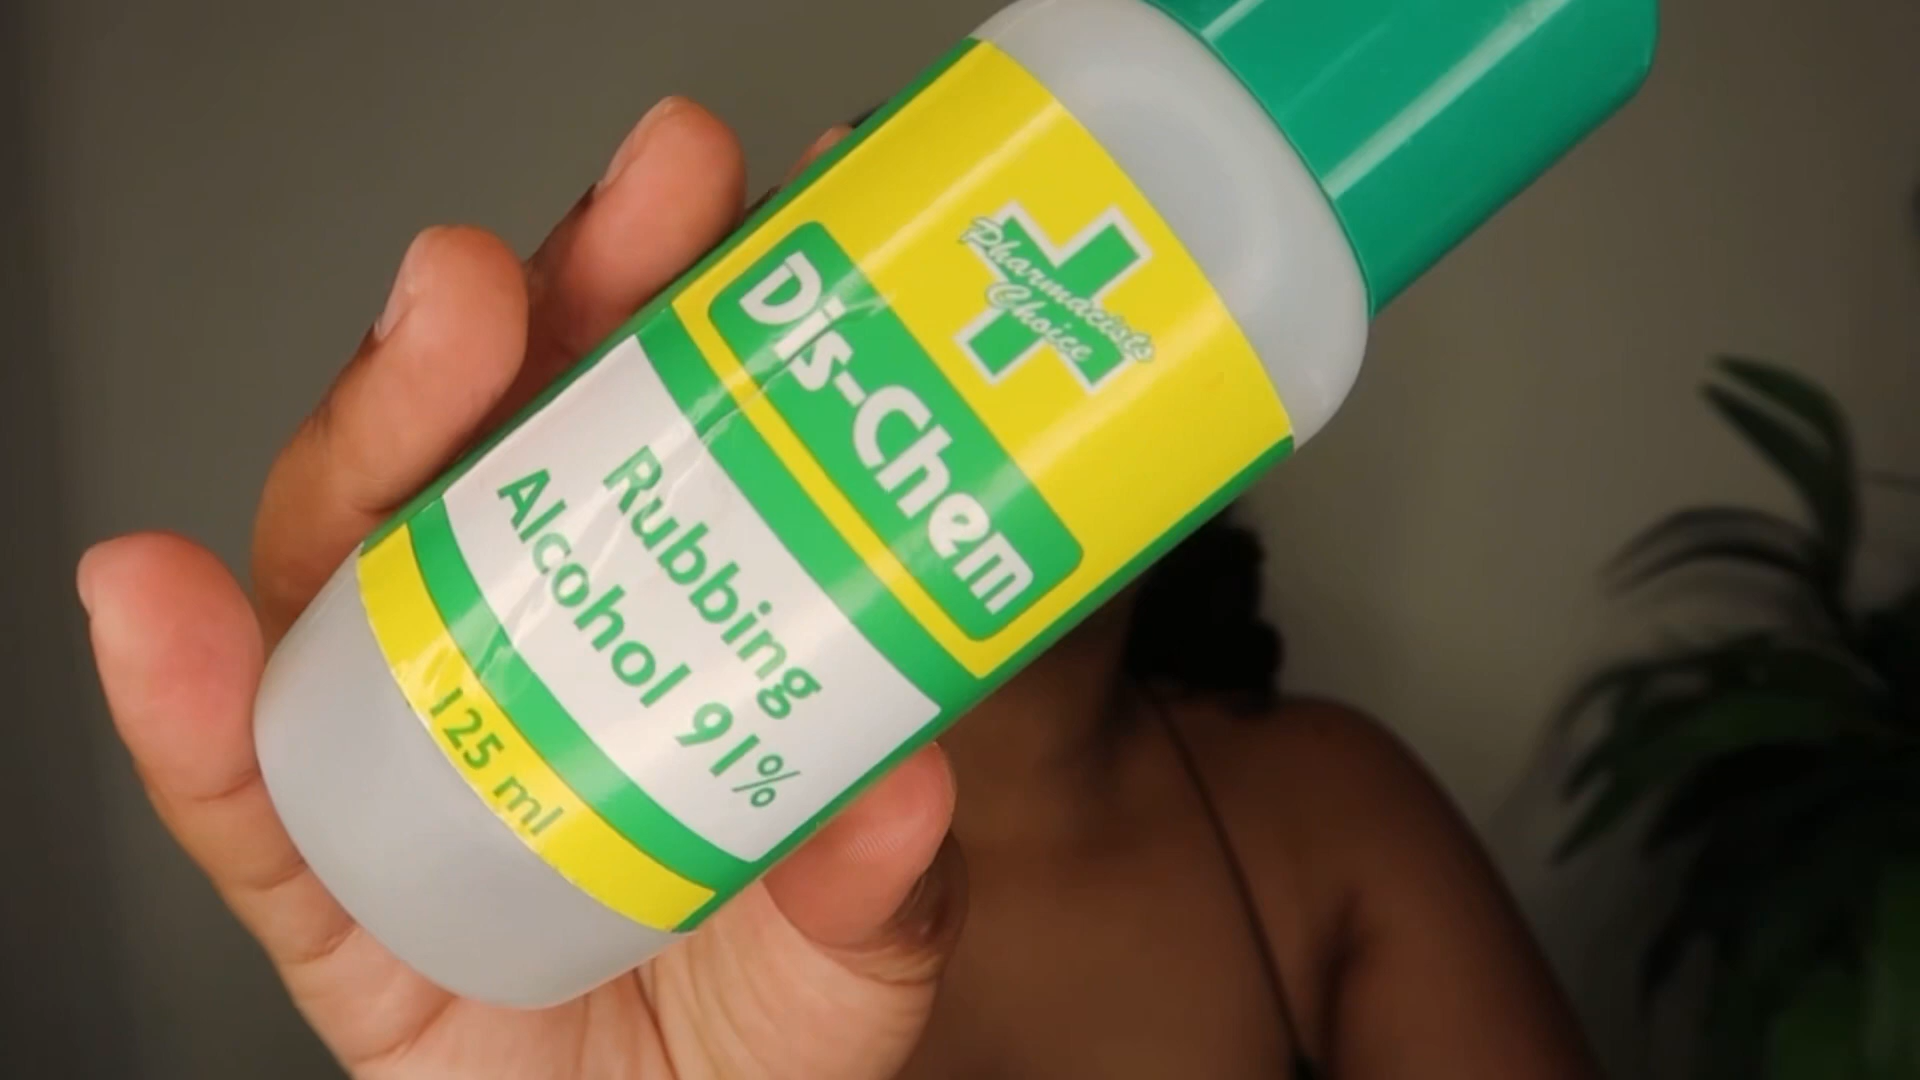 Pharmacists
Choice
Dis-Chem
Rubbing
Alcohol 91%
125 ml